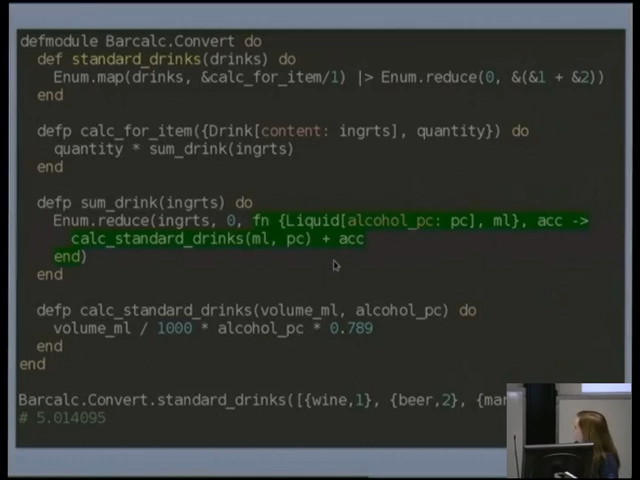 defmodule Barcalc.Convert do
def standard_drinks(drinks) do
Enum.map(drinks, &calc_for_item/1) |> Enum.reduce(0, &(&1 + &2))
end
defp calc_for_item({Drink[content: ingrts], quantity}) do
quantity * sum_drink(ingrts)
end
defp sum_drink(ingrts) do
Enum.reduce(ingrts, 0, fn {Liquid[alcohol_pc: pc], ml}, acc ->
calc_standard_drinks(ml, pc) + acc
end)
end
defp calc_standard_drinks(volume_ml, alcohol_pc) do
volume_ml / 1000 * alcohol_pc * 0.789
end
end
Barcalc.Convert.standard_drinks([{wine,1}, {beer,2}, {mar
# 5.014095